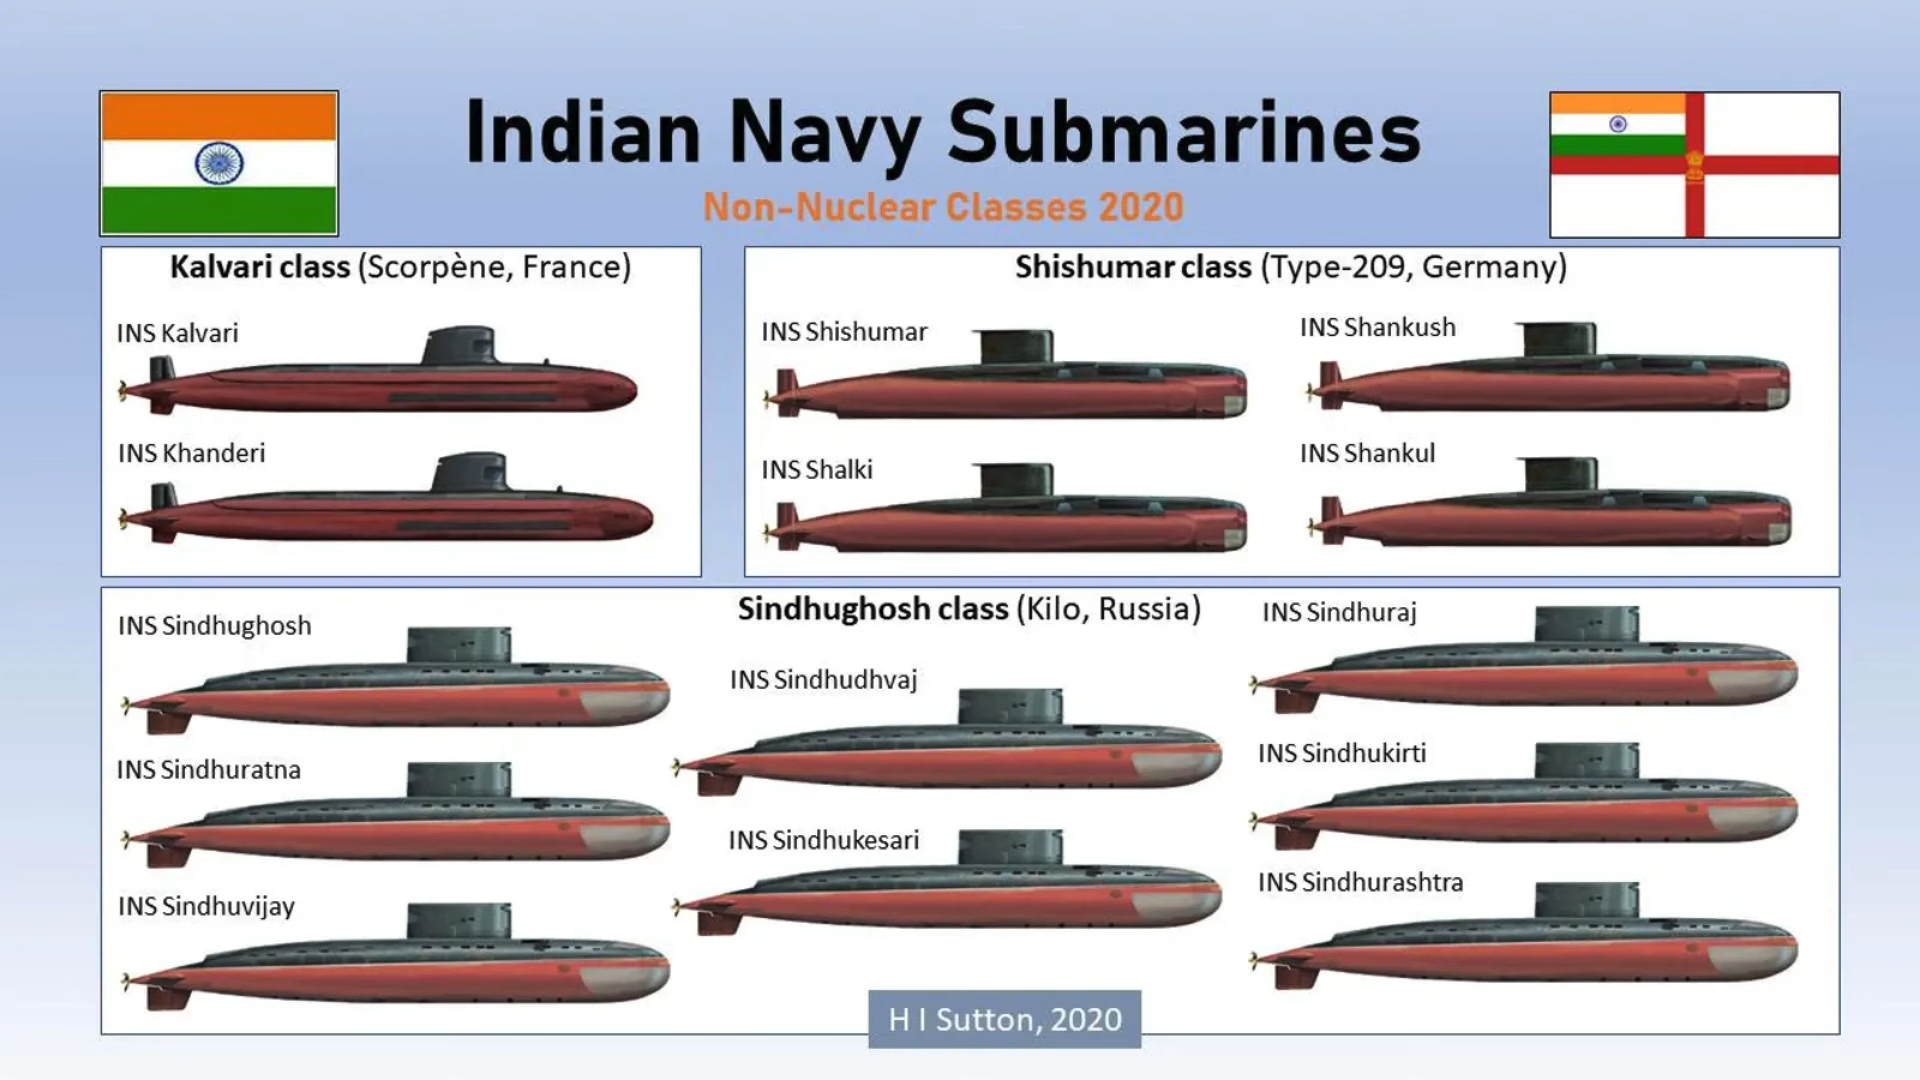 Indian Navy Submarines
Non-Nuclear Classes 2020
Kalvari class (Scorpène, France)
INS Kalvari
INS Khanderi
Shishumar class (Type-209, Germany)
INS Shishumar
INS Shankush
INS Shalki
INS Shankul
Sindhughosh class (Kilo, Russia)
INS Sindhughosh
INS Sindhuratna
INS Sindhuvijay
INS Sindhudhvaj
INS Sindhukesari
INS Sindhuraj
INS Sindhukirti
INS Sindhurashtra
H I Sutton, 2020